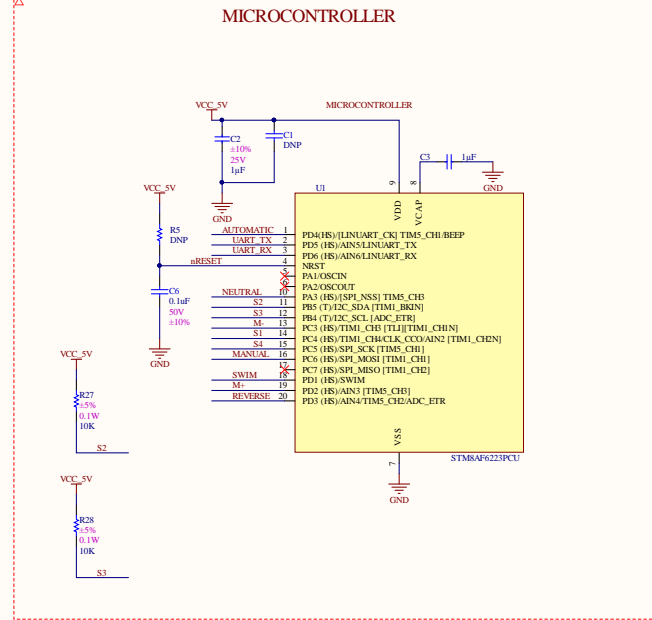 MICROCONTROLLER
VCC_5V
MICROCONTROLLER
C2
±10%
25V
1µF
C1
DNP
GND
C3
1µF
GND
9
8
U1
VDD
VCAP
VCC_5V
R5
DNP
nRESET
C6
0.1uF
50V
±10%
GND
AUTOMATIC 1 PD4(HS)/[LINUART_CK] TIM5_CH1/BEEP
UART_TX 2 PD5 (HS)/AIN5/LINUART_TX
UART_RX 3 PD6 (HS)/AIN6/LINUART_RX
4 NRST
5 PA1/OSCIN
PA2/OSCOUT
NEUTRAL 10 PA3 (HS)/[SPI_NSS] TIM5_CH3
S2 11 PB5 (T)/I2C_SDA [TIM1_BKIN]
S3 12 PB4 (T)/I2C_SCL [ADC_ETR]
M- 13 PC3 (HS)/TIM1_CH3 [TLI][TIM1_CH1N]
S1 14 PC4 (HS)/TIM1_CH4/CLK_CCO/AIN2 [TIM1_CH2N]
S4 15 PC5 (HS)/SPI_SCK [TIM5_CH1]
MANUAL 16 PC6 (HS)/SPI_MOSI [TIM1_CH1]
17 PC7 (HS)/SPI_MISO [TIM1_CH2]
SWIM 18 PD1 (HS)/SWIM
M+ 19 PD2 (HS)/AIN3 [TIM5_CH3]
REVERSE 20 PD3 (HS)/AIN4/TIM5_CH2/ADC_ETR
VSS
7
STM8AF6223PCU
GND
VCC_5V
R27
±5%
0.1W
10K
S2
VCC_5V
R28
±5%
0.1W
10K
S3